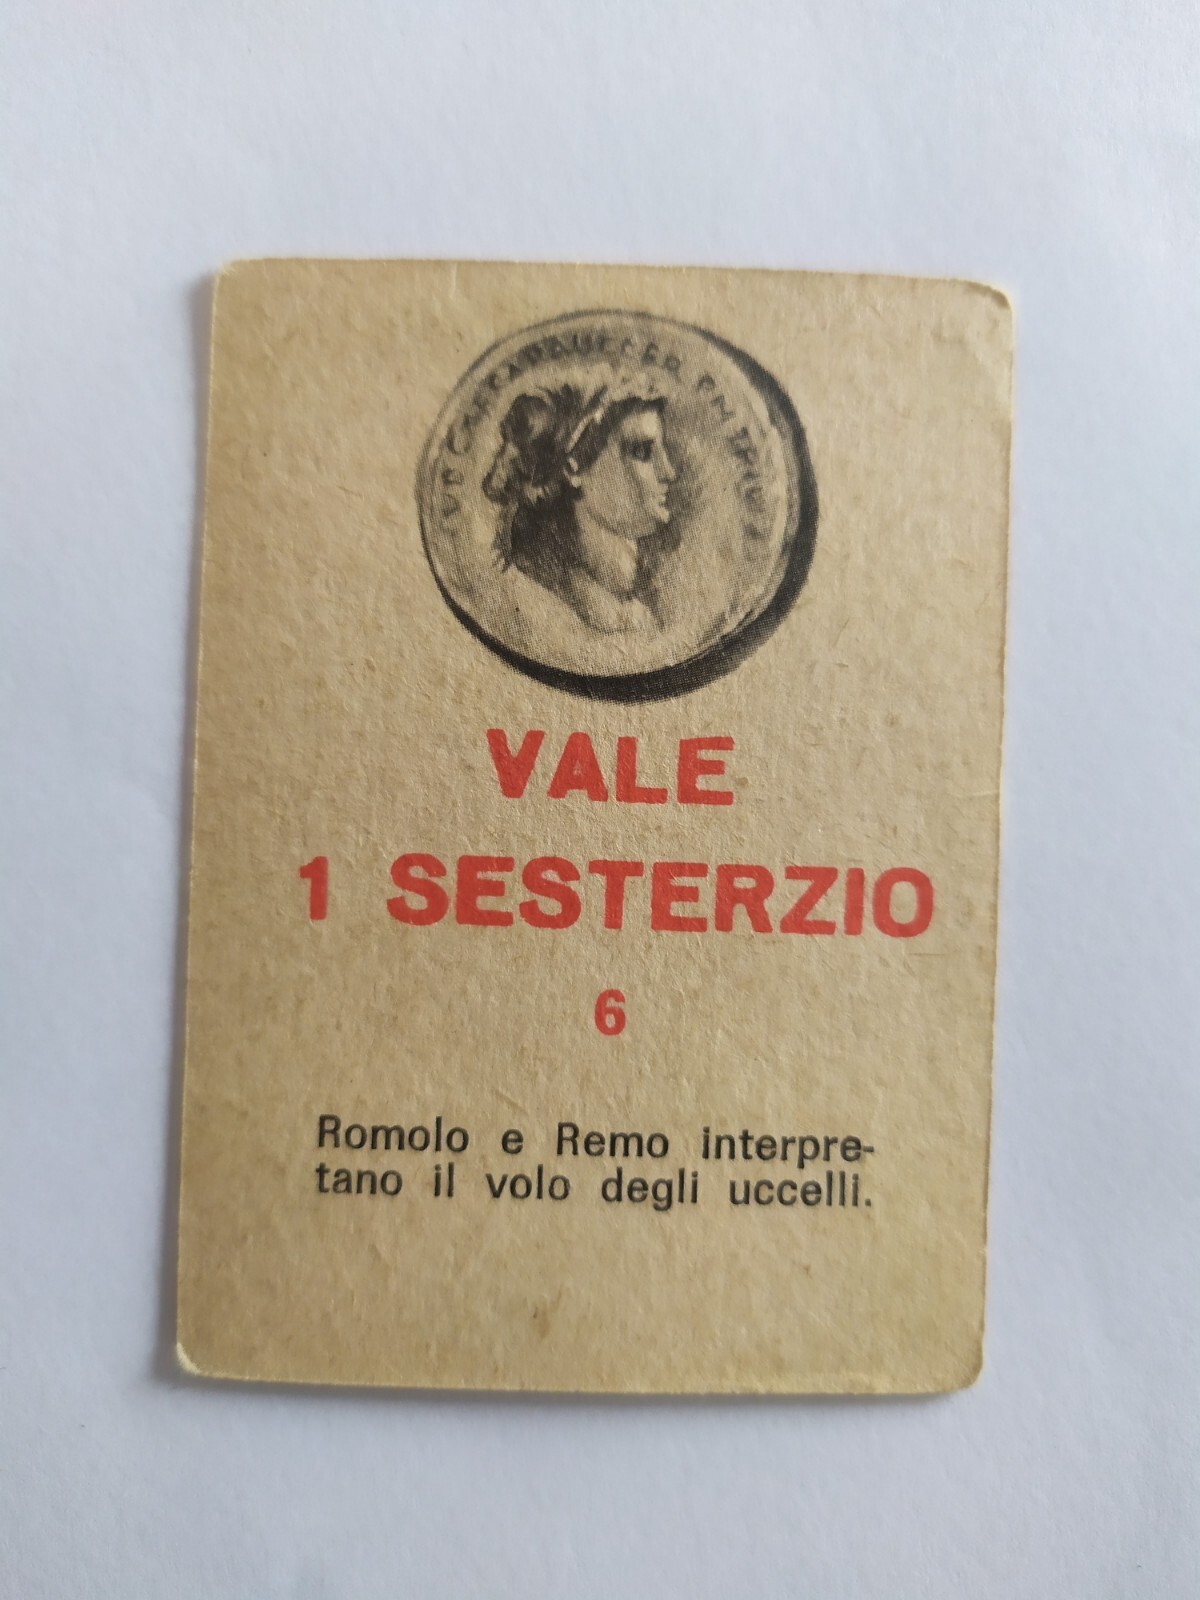 VALE
1 SESTERZIO
6
Romolo e Remo interpre-
tano il volo degli uccelli.